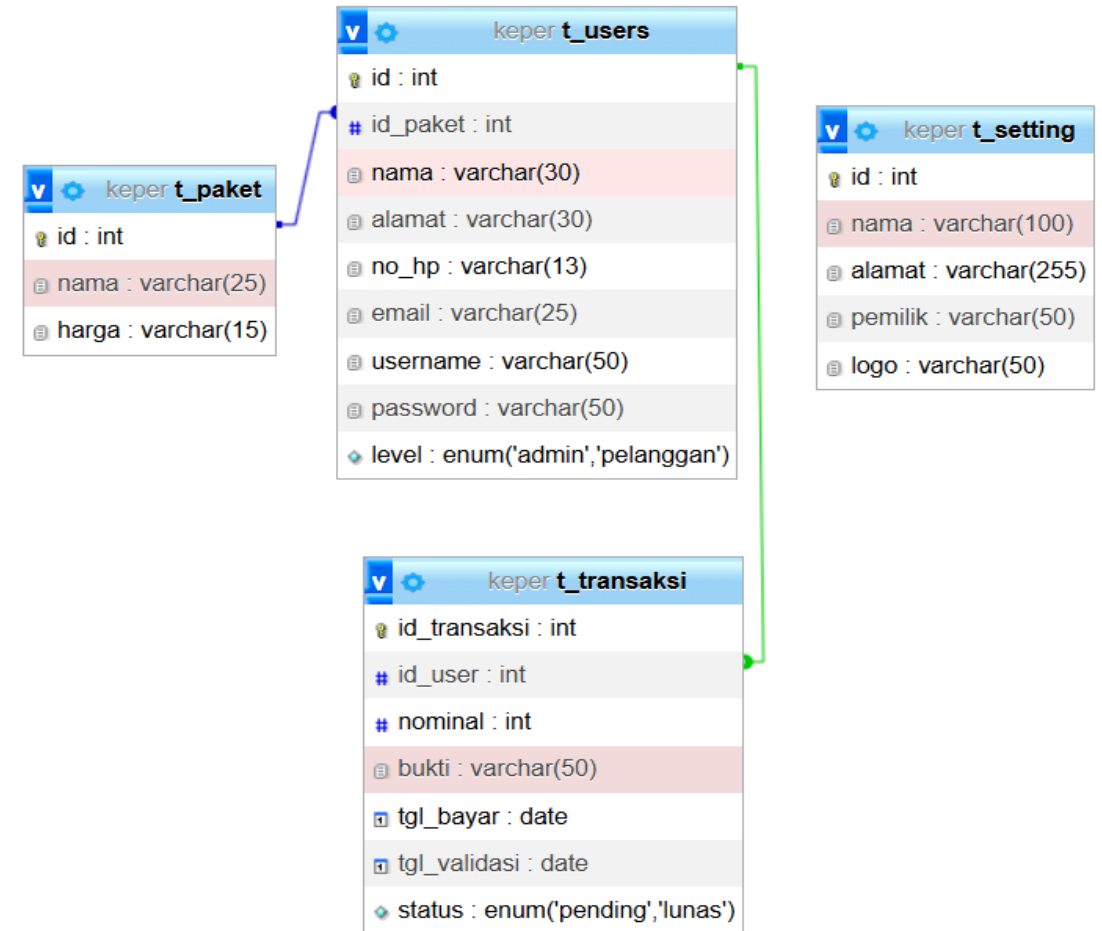 keper t_users
id : int
id_paket : int
nama : varchar(30)
alamat : varchar(30)
no_hp : varchar(13)
email : varchar(25)
username : varchar(50)
password : varchar(50)
level : enum('admin','pelanggan')
keper t_paket
id : int
nama : varchar(25)
harga : varchar(15)
keper t_setting
id : int
nama : varchar(100)
alamat : varchar(255)
pemilik : varchar(50)
logo : varchar(50)
keper t_transaksi
id_transaksi : int
id_user : int
nominal : int
bukti : varchar(50)
tgl_bayar : date
tgl_validasi : date
status : enum('pending','lunas')